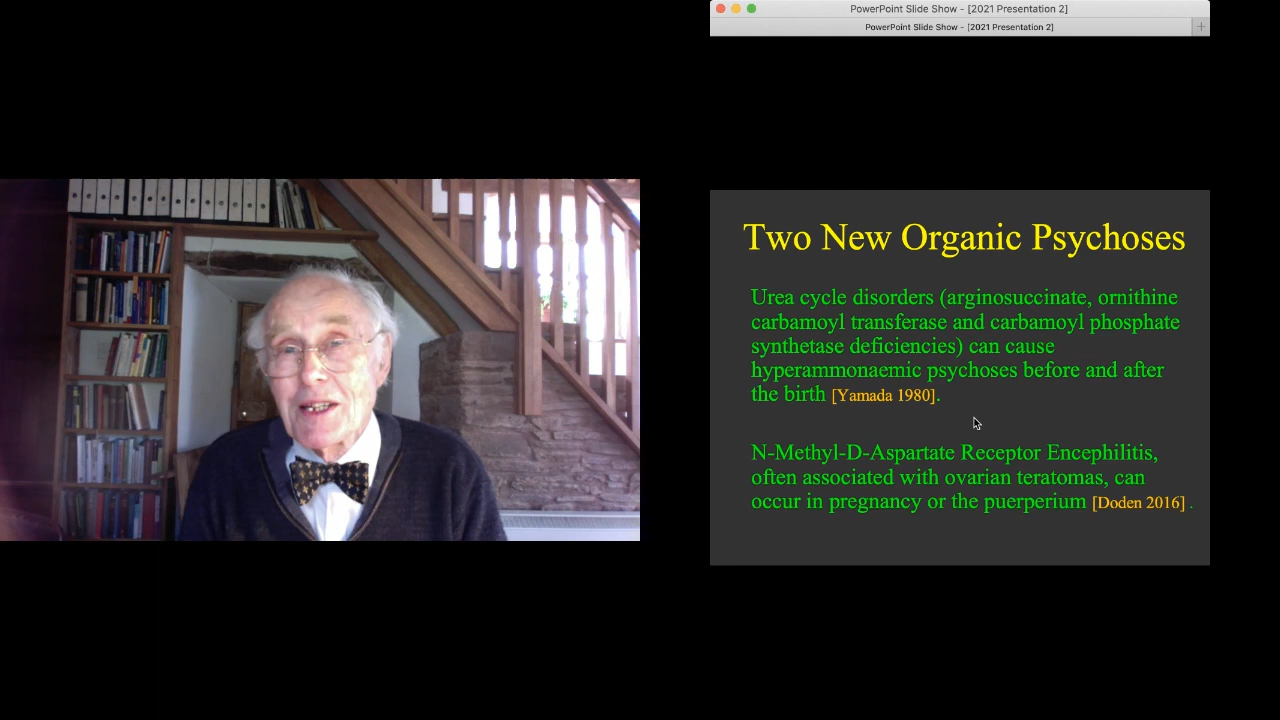 PowerPoint Slide Show - [2021 Presentation 2]
PowerPoint Slide Show - [2021 Presentation 2]
Two New Organic Psychoses
Urea cycle disorders (arginosuccinate, ornithine
carbamoyl transferase and carbamoyl phosphate
synthetase deficiencies) can cause
hyperammonaemic psychoses before and after
the birth [Yamada 1980].
N-Methyl-D-Aspartate Receptor Encephilitis,
often associated with ovarian teratomas, can
occur in pregnancy or the puerperium [Doden 2016] .